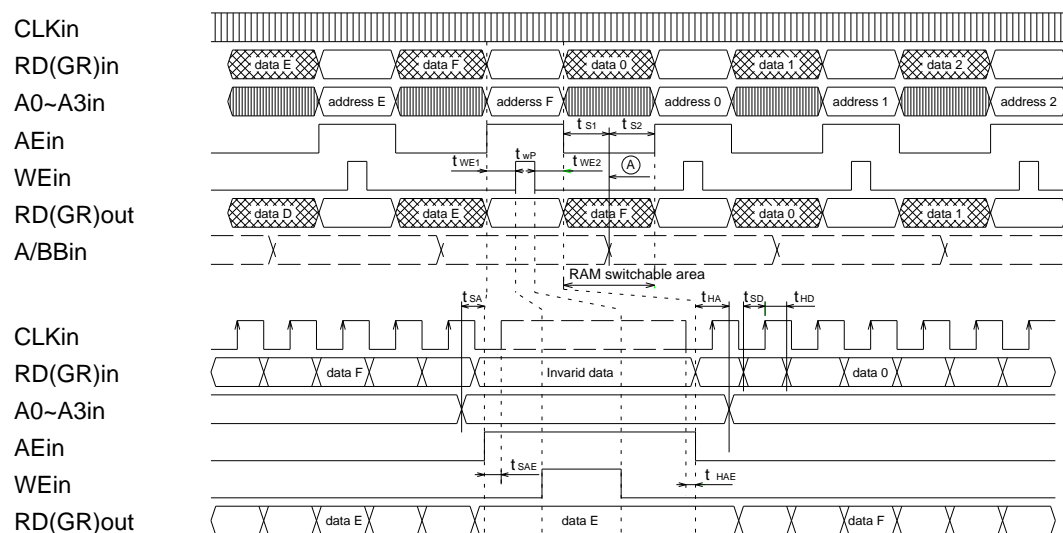 CLKin
RD(GR)in data E data F data 0 data 1 data 2
A0~A3in address E adderss F address 0 address 1 address 2
AEin t S1 t S2
t WE1 t wP t WE2 A
WEin
RD(GR)out data D data E data F data 0 data 1
A/BBin
RAM switchable area
t SA t HA t SD t HD
CLKin
RD(GR)in data F Invarid data data 0
A0~A3in
AEin
t SAE t HAE
WEin
RD(GR)out data E data E data F